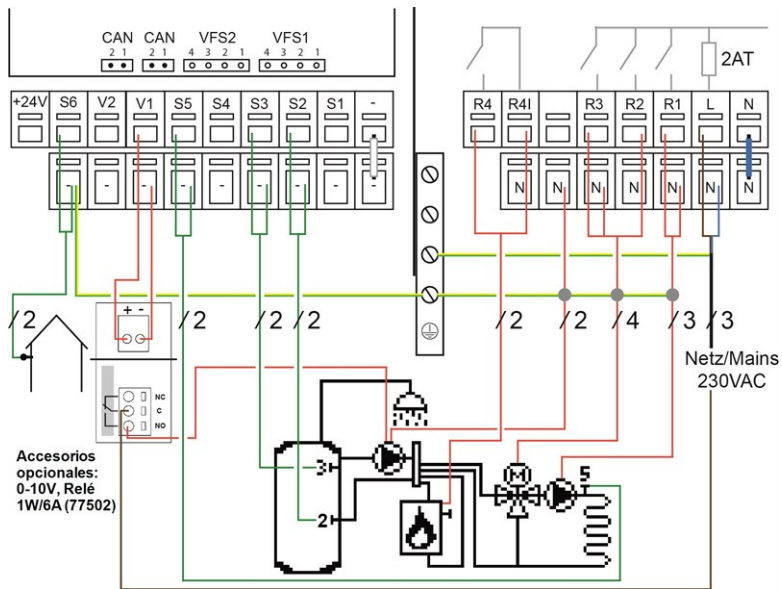 CAN CAN VFS2 VFS1
2 1 2 1 4 3 2 1 4 3 2 1
2AT
+24V S6 V2 V1 S5 S4 S3 S2 S1 - R4 R4I R3 R2 R1 L N
- - - - - - - - - N N N N N N N
+ -
/2 /2 /2 /2 /2 /2 /4 /3 /3
Netz/Mains
230VAC
NC
C
NO
M
3
5
2
Accesorios
opcionales:
0-10V, Relé
1W/6A (77502)